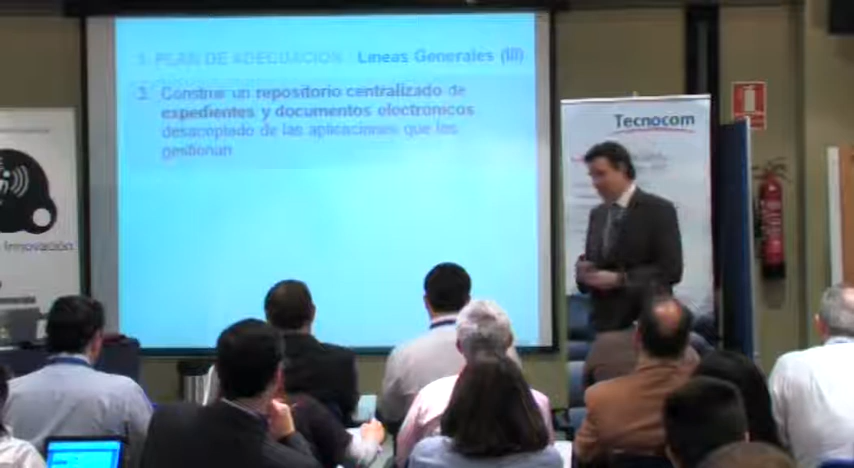 3. PLAN DE ADECUACIÓN. Líneas Generales (III)
3. Construir un repositorio centralizado de
expedientes y documentos electrónicos
desacoplado de las aplicaciones que los
gestionan
Tecnocom
Innovación